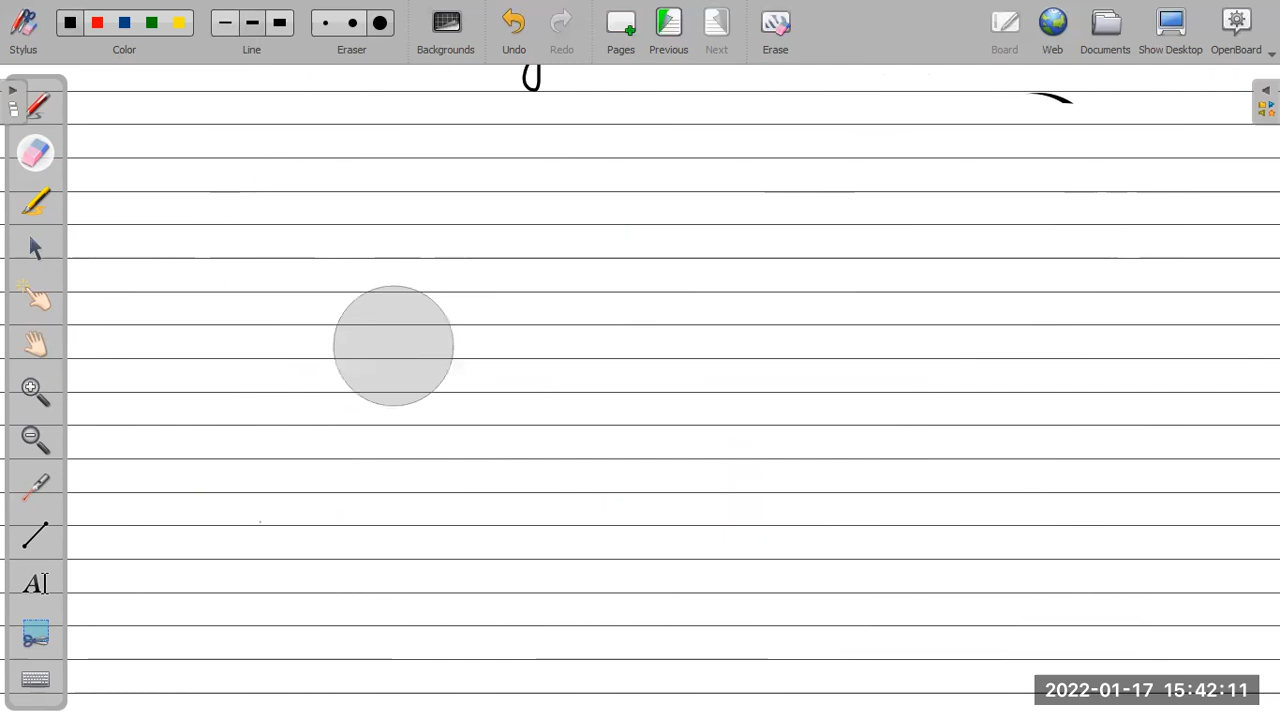 Stylus Color Line Eraser Backgrounds Undo Redo Pages Previous Next Erase Board Web Documents Show Desktop OpenBoard
A
2022-01-17 15:42:11